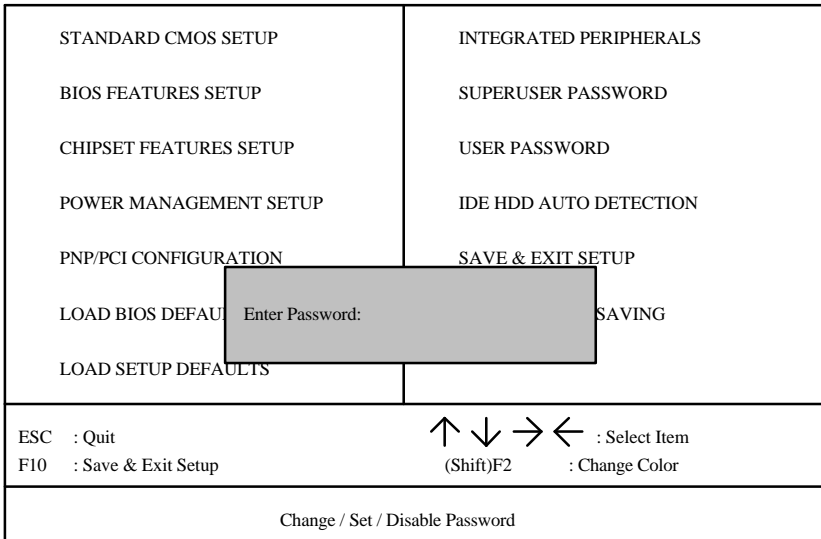 STANDARD CMOS SETUP
BIOS FEATURES SETUP
CHIPSET FEATURES SETUP
POWER MANAGEMENT SETUP
PNP/PCI CONFIGURATION
LOAD BIOS
LOAD SETUP DEFAULTS
INTEGRATED PERIPHERALS
SUPERUSER PASSWORD
USER PASSWORD
IDE HDD AUTO DETECTION
SAVE & EXIT SETUP
SAVING
Enter Password:
ESC : Quit
↑ ↓ → ← : Select Item
F10 : Save & Exit Setup
(Shift)F2 : Change Color
Change / Set / Disable Password